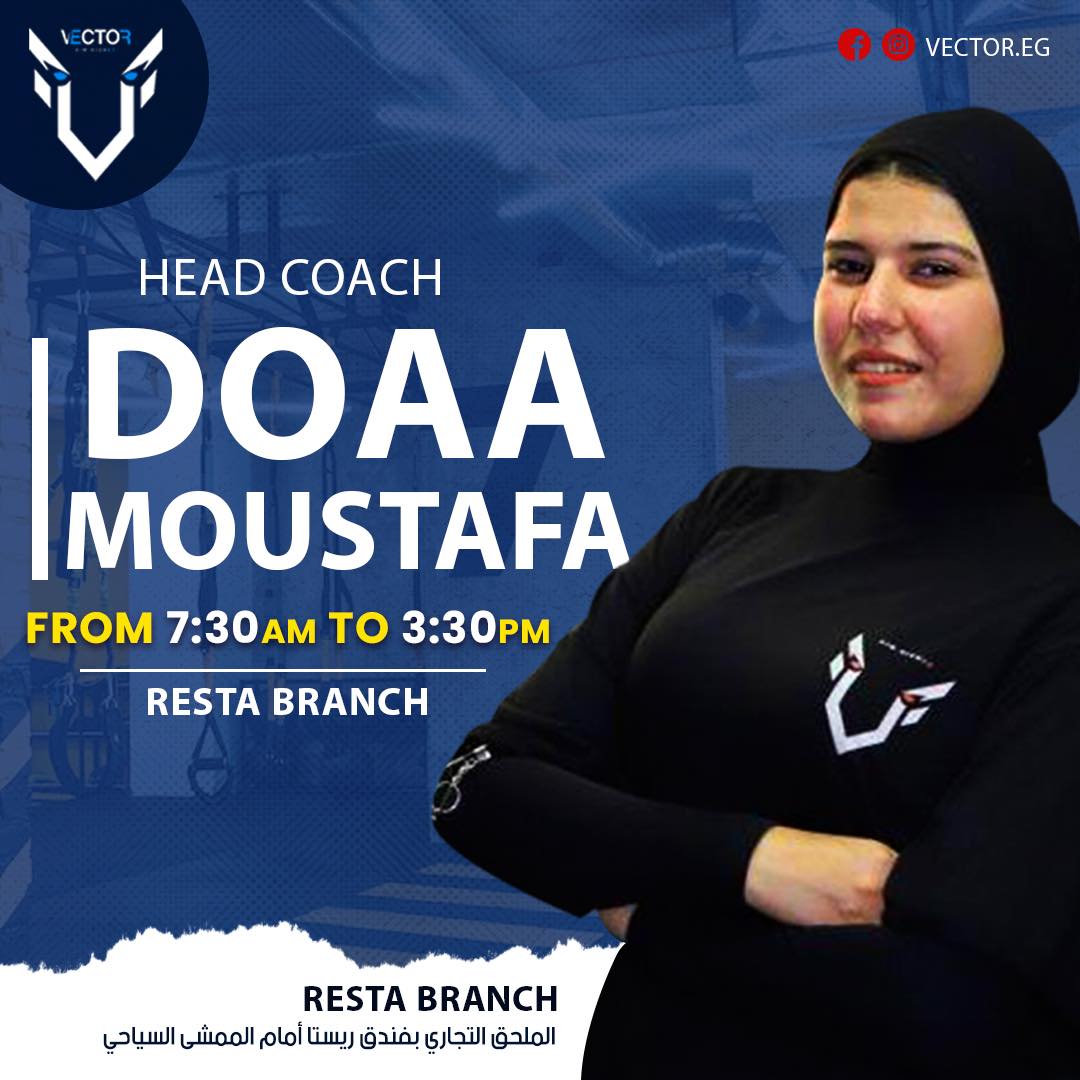 VECTOR
VECTOR.EG
HEAD COACH
DOAA
MOUSTAFA
FROM 7:30AM TO 3:30PM
RESTA BRANCH
RESTA BRANCH
الملحق التجاري بفندق ريستا أمام الممشى السياحي